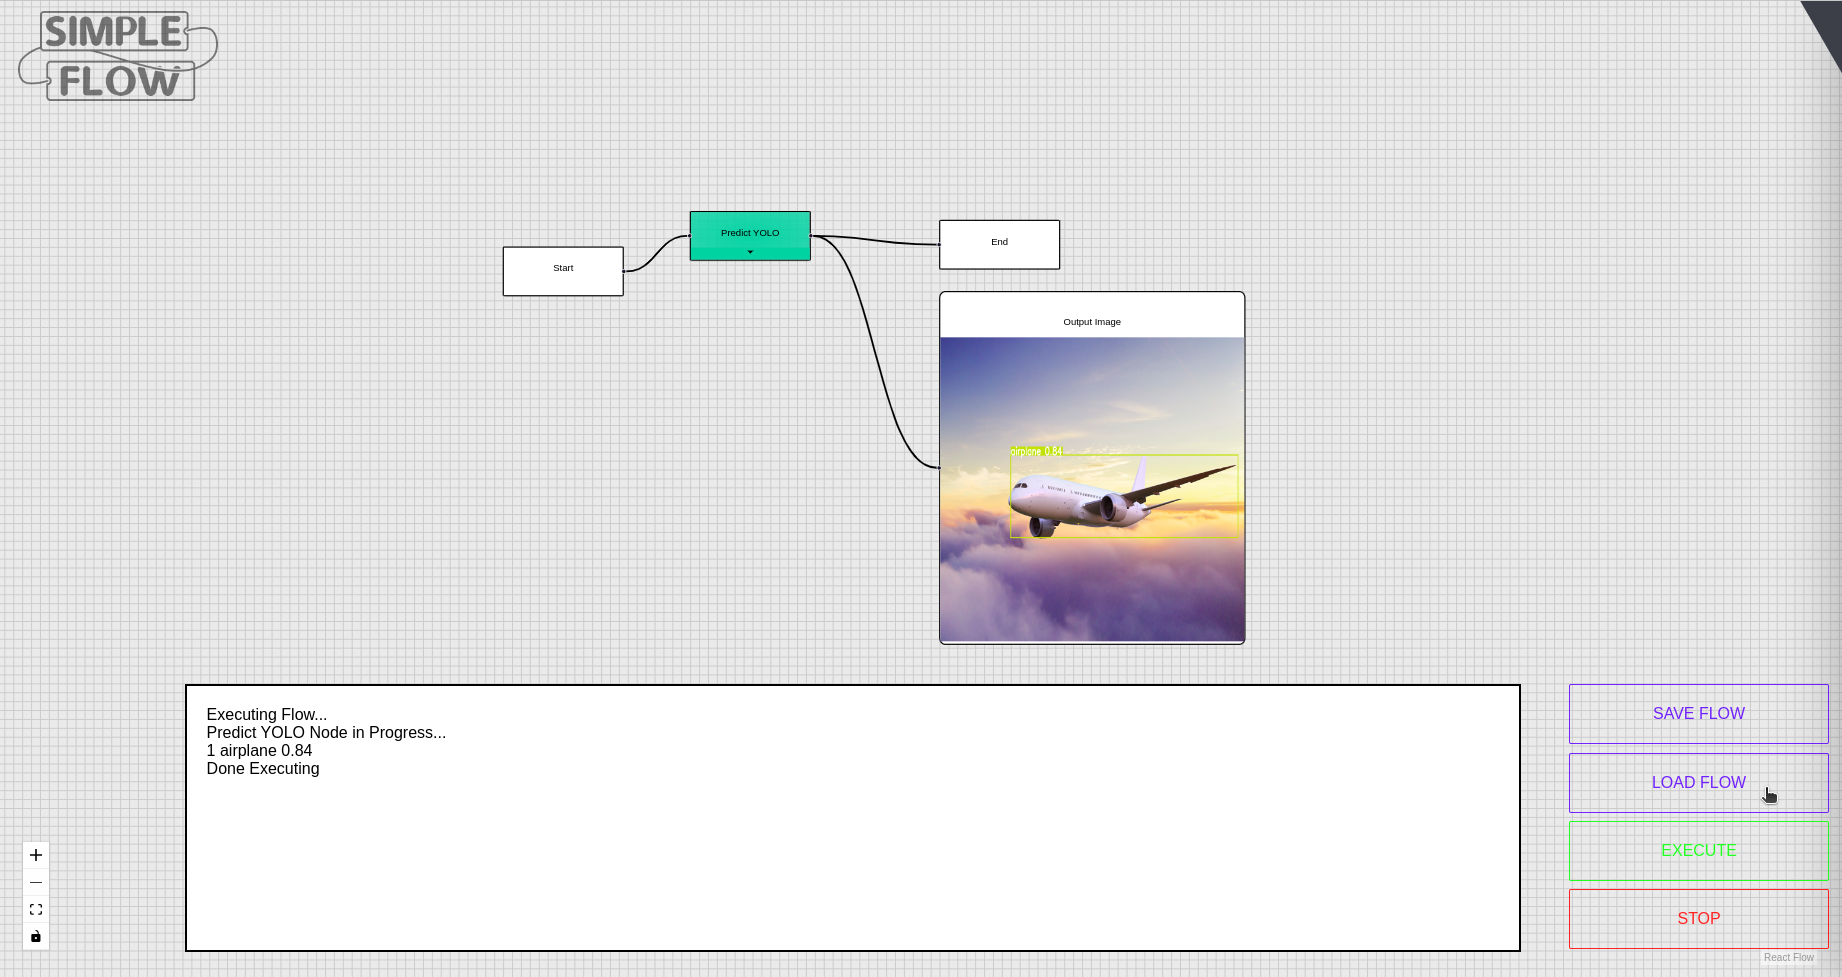 SIMPLE
FLOW
Predict YOLO
Start
End
Output Image
airplane 0.84
Executing Flow...
Predict YOLO Node in Progress...
1 airplane 0.84
Done Executing
SAVE FLOW
LOAD FLOW
EXECUTE
STOP
React Flow